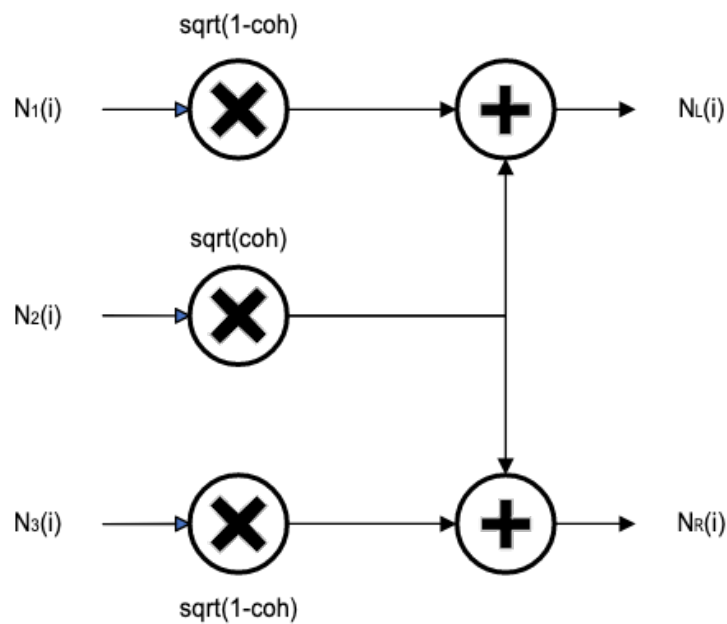 sqrt(1-coh)
N1(i)
NL(i)
sqrt(coh)
N2(i)
N3(i)
NR(i)
sqrt(1-coh)